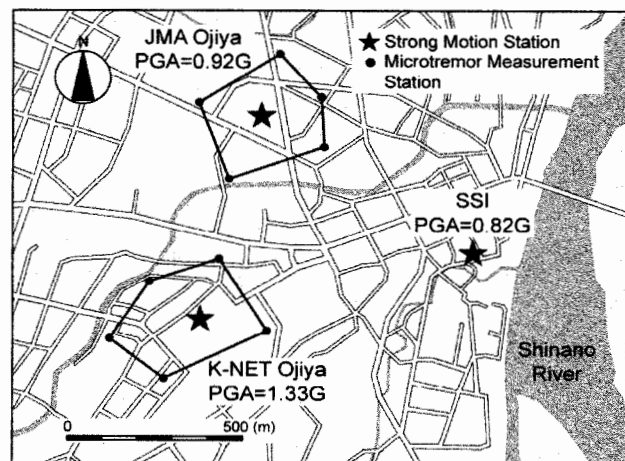 N
JMA Ojiya
PGA=0.92G
Strong Motion Station
Microtremor Measurement
Station
SSI
PGA=0.82G
K-NET Ojiya
PGA=1.33G
Shinano
River
0 500 (m)